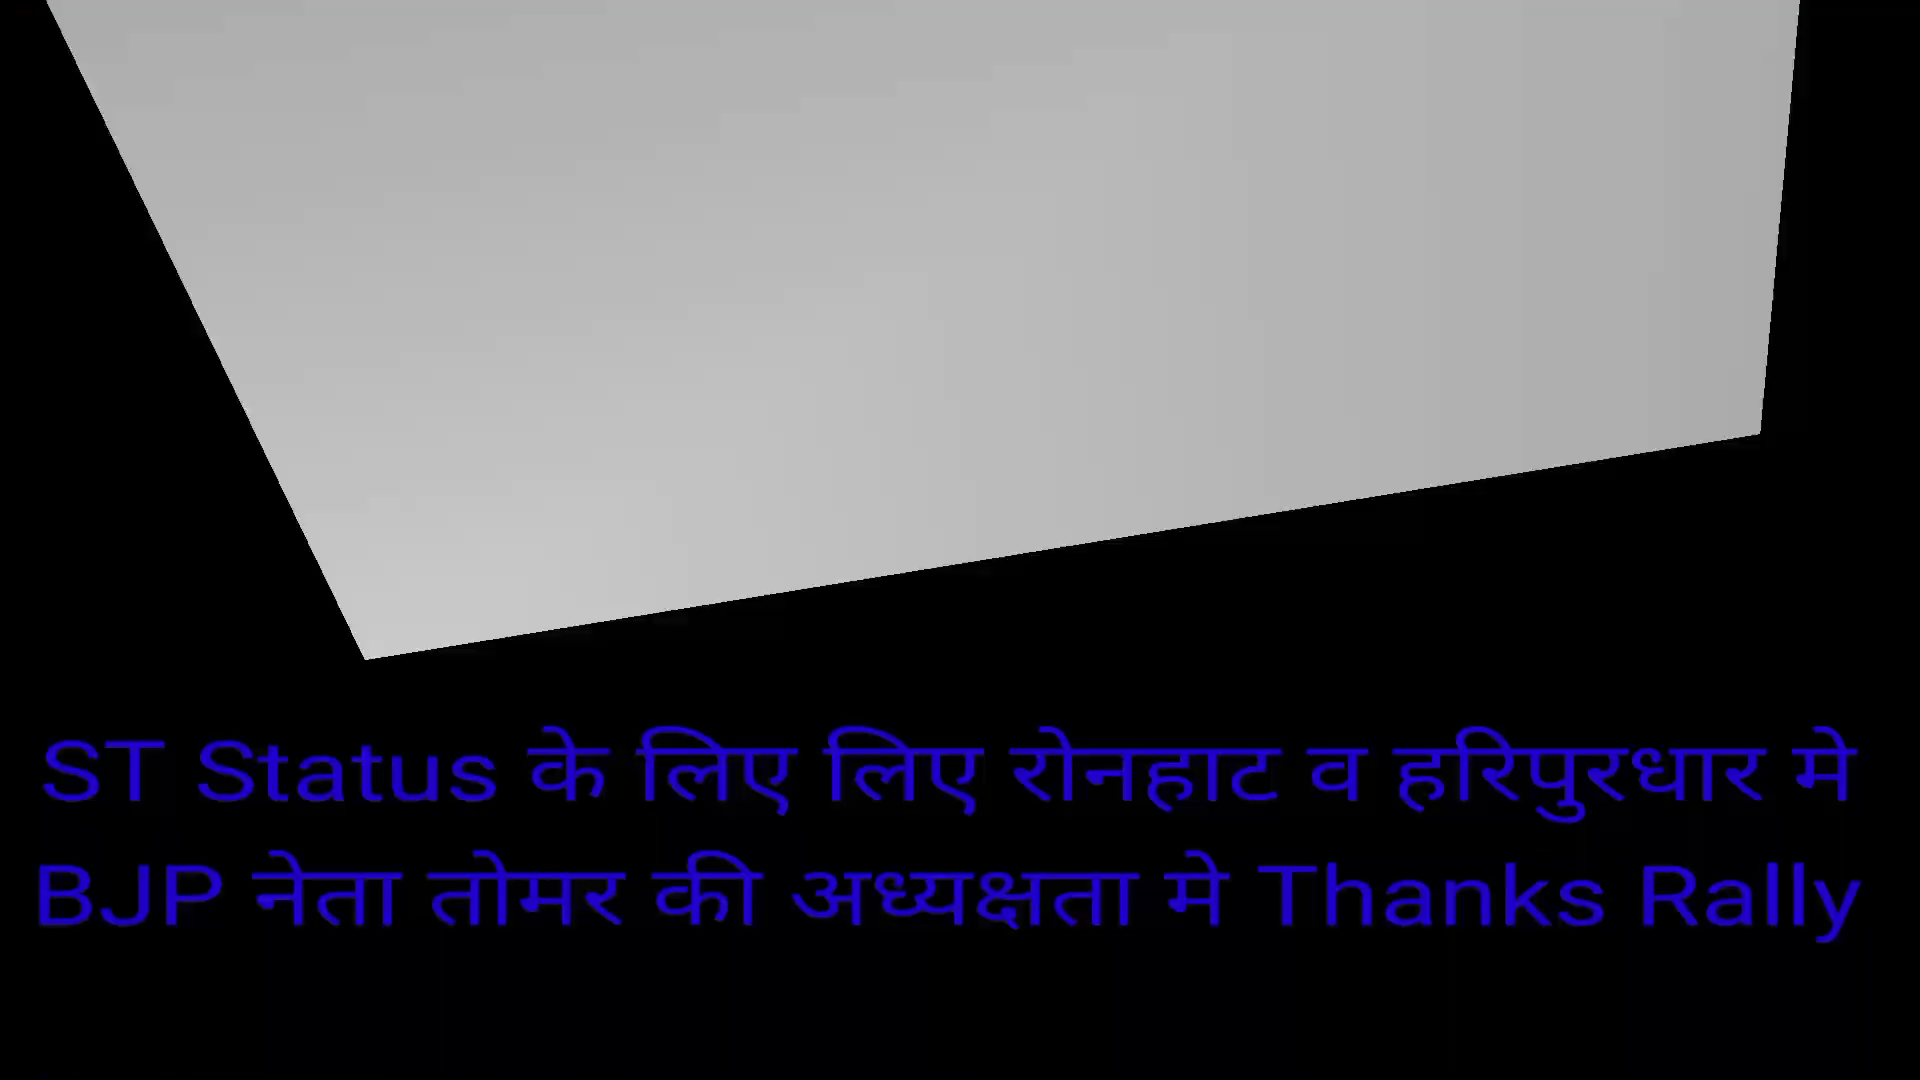 ST Status के लिए लिए रोनहाट व हरिपुरधार मे
BJP नेता तोमर की अध्यक्षता मे Thanks Rally